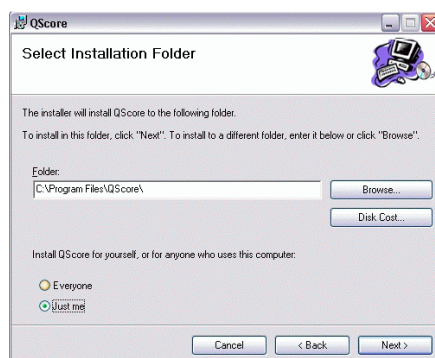 QScore
Select Installation Folder
The installer will install QScore to the following folder.
To install in this folder, click "Next". To install to a different folder, enter it below or click "Browse".
Folder:
C:\Program Files\QScore\
Browse...
Disk Cost...
Install QScore for yourself, or for anyone who uses this computer:
Everyone
Just me
Cancel
< Back
Next >